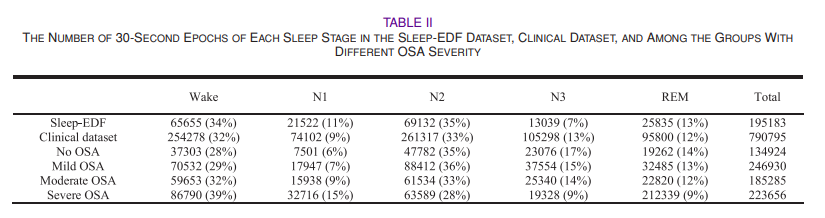 TABLE II
THE NUMBER OF 30-SECOND EPOCHS OF EACH SLEEP STAGE IN THE SLEEP-EDF DATASET, CLINICAL DATASET, AND AMONG THE GROUPS WITH
DIFFERENT OSA SEVERITY
Wake N1 N2 N3 REM Total
Sleep-EDF 65655 (34%) 21522 (11%) 69132 (35%) 13039 (7%) 25835 (13%) 195183
Clinical dataset 254278 (32%) 74102 (9%) 261317 (33%) 105298 (13%) 95800 (12%) 790795
No OSA 37303 (28%) 7501 (6%) 47782 (35%) 23076 (17%) 19262 (14%) 134924
Mild OSA 70532 (29%) 17947 (7%) 88412 (36%) 37554 (15%) 32485 (13%) 246930
Moderate OSA 59653 (32%) 15938 (9%) 61534 (33%) 25340 (14%) 22820 (12%) 185285
Severe OSA 86790 (39%) 32716 (15%) 63589 (28%) 19328 (9%) 212339 (9%) 223656